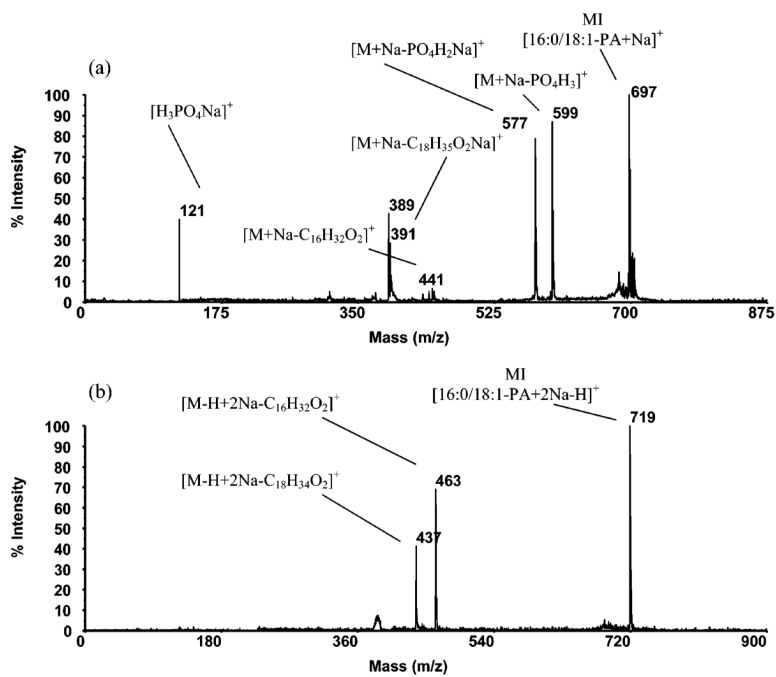 MI
[16:0/18:1-PA+Na]⁺
[M+Na-PO₄H₂Na]⁺
[M+Na-PO₄H₃]⁺
(a)
[H₃PO₄Na]⁺
[M+Na-C₁₈H₃₅O₂Na]⁺
[M+Na-C₁₆H₃₂O₂]⁺
697
577
599
121
389
391
441
% Intensity
100
90
80
70
60
50
40
30
20
10
0
0 175 350 525 700 875
Mass (m/z)
(b)
MI
[16:0/18:1-PA+2Na-H]⁺
[M-H+2Na-C₁₆H₃₂O₂]⁺
[M-H+2Na-C₁₈H₃₄O₂]⁺
719
463
437
% Intensity
100
90
80
70
60
50
40
30
20
10
0
0 180 360 540 720 900
Mass (m/z)